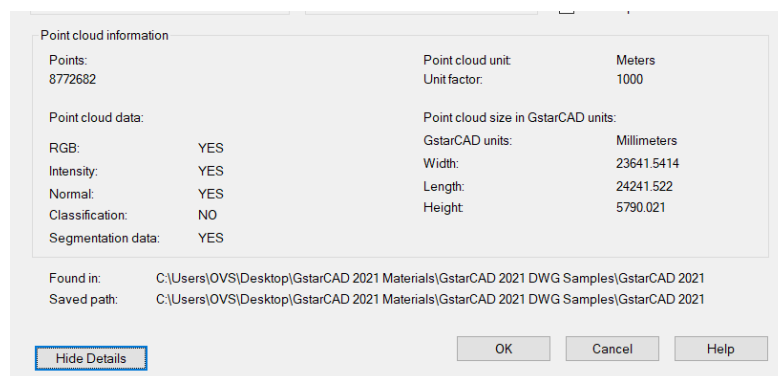 Point cloud information
Points:
8772682
Point cloud unit:
Meters
Unit factor:
1000
Point cloud data:
RGB:
YES
Intensity:
YES
Normal:
YES
Classification:
NO
Segmentation data:
YES
Point cloud size in GstarCAD units:
GstarCAD units:
Millimeters
Width:
23641.5414
Length:
24241.522
Height:
5790.021
Found in:
C:\Users\OVS\Desktop\GstarCAD 2021 Materials\GstarCAD 2021 DWG Samples\GstarCAD 2021
Saved path:
C:\Users\OVS\Desktop\GstarCAD 2021 Materials\GstarCAD 2021 DWG Samples\GstarCAD 2021
Hide Details
OK
Cancel
Help